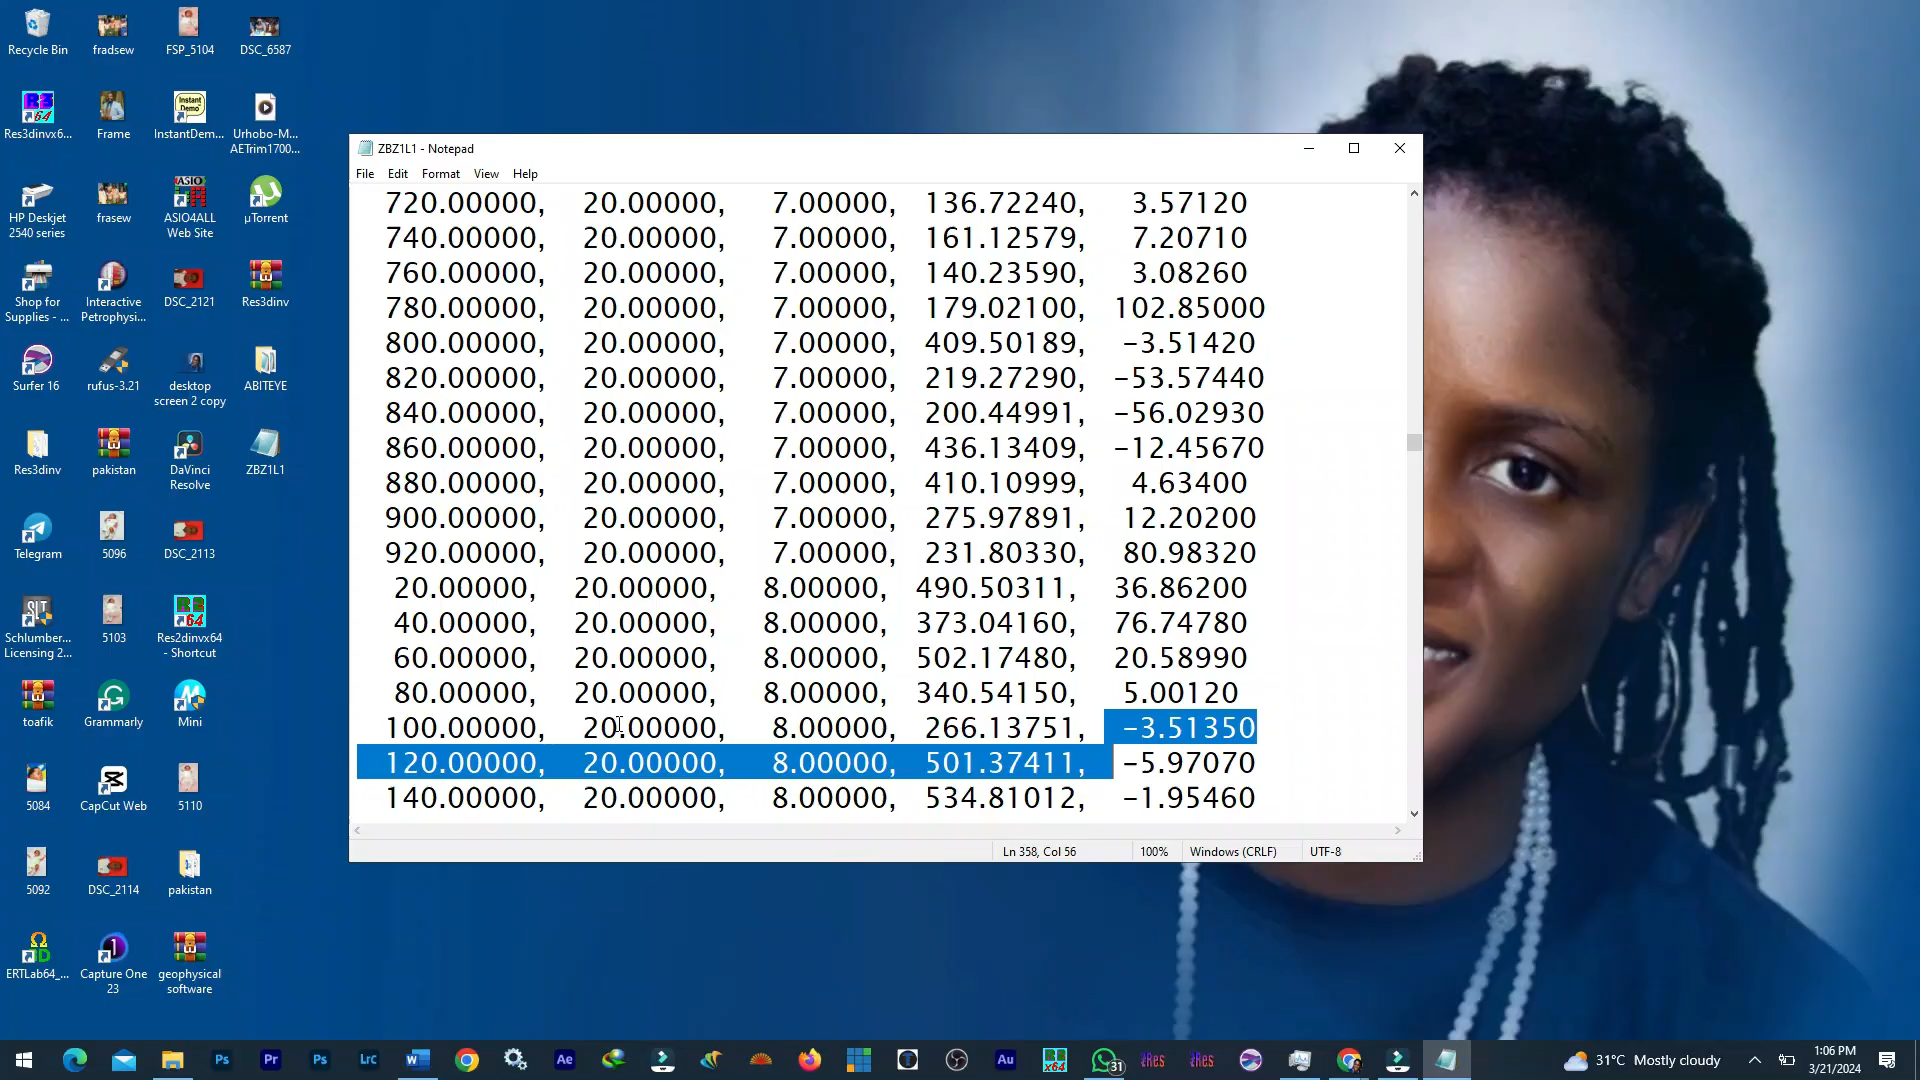 Recycle Bin
fradsew
FSP_5104
DSC_6587
Res3dinvx6...
Frame
InstantDem...
Urhobo-M...
AETrim1700...
HP Deskjet
2540 series
frasew
ASIO4ALL
Web Site
µTorrent
Shop for
Supplies - ...
Interactive
Petrophysi...
DSC_2121
Res3dinv
Surfer 16
rufus-3.21
desktop
screen 2 copy
ABITEYE
Res3dinv
pakistan
DaVinci
Resolve
ZBZ1L1
Telegram
5096
DSC_2113
Schlumber...
Licensing 2...
5103
Res2dinvx64
- Shortcut
toafik
Grammarly
Mini
5084
CapCut Web
5110
5092
DSC_2114
pakistan
ERTLab64_...
Capture One
23
geophysical
software
ZBZ1L1 - Notepad
File Edit Format View Help
720.00000, 20.00000, 7.00000, 136.72240, 3.57120
740.00000, 20.00000, 7.00000, 161.12579, 7.20710
760.00000, 20.00000, 7.00000, 140.23590, 3.08260
780.00000, 20.00000, 7.00000, 179.02100, 102.85000
800.00000, 20.00000, 7.00000, 409.50189, -3.51420
820.00000, 20.00000, 7.00000, 219.27290, -53.57440
840.00000, 20.00000, 7.00000, 200.44991, -56.02930
860.00000, 20.00000, 7.00000, 436.13409, -12.45670
880.00000, 20.00000, 7.00000, 410.10999, 4.63400
900.00000, 20.00000, 7.00000, 275.97891, 12.20200
920.00000, 20.00000, 7.00000, 231.80330, 80.98320
20.00000, 20.00000, 8.00000, 490.50311, 36.86200
40.00000, 20.00000, 8.00000, 373.04160, 76.74780
60.00000, 20.00000, 8.00000, 502.17480, 20.58990
80.00000, 20.00000, 8.00000, 340.54150, 5.00120
100.00000, 20.00000, 8.00000, 266.13751, -3.51350
120.00000, 20.00000, 8.00000, 501.37411, -5.97070
140.00000, 20.00000, 8.00000, 534.81012, -1.95460
Ln 358, Col 56 100% Windows (CRLF) UTF-8
31°C Mostly cloudy
1:06 PM
3/21/2024